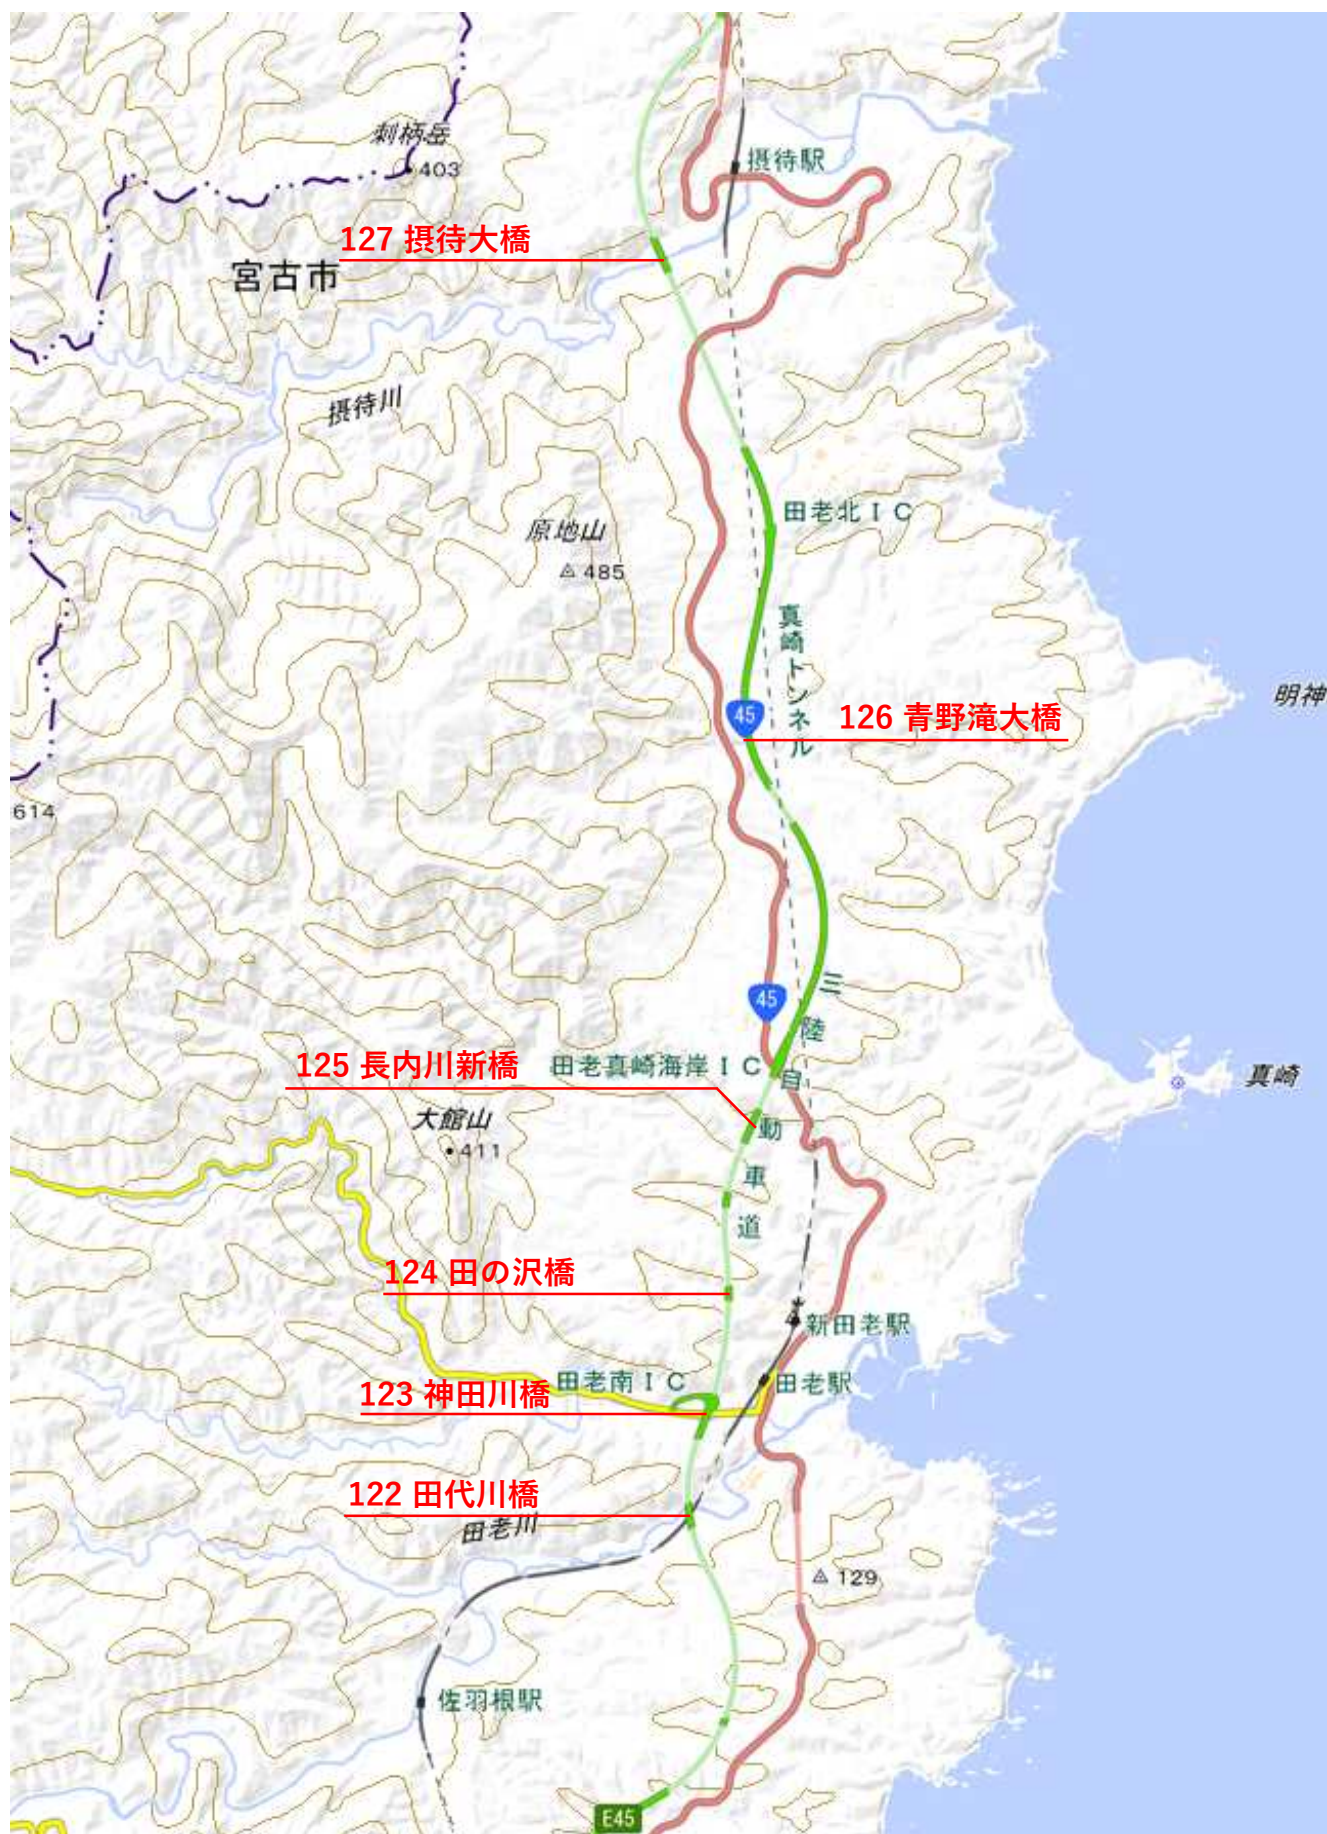 刺柄岳
403
摂待駅
127 摂待大橋
宮古市
摂待川
田老北IC
原地山
485
真崎トンネル
明神
45
126 青野滝大橋
614
三陸自動車道
45
125 長内川新橋
田老真崎海岸IC
真崎
大館山
411
124 田の沢橋
新田老駅
田老南IC
田老駅
123 神田川橋
122 田代川橋
田老川
129
佐羽根駅
E45